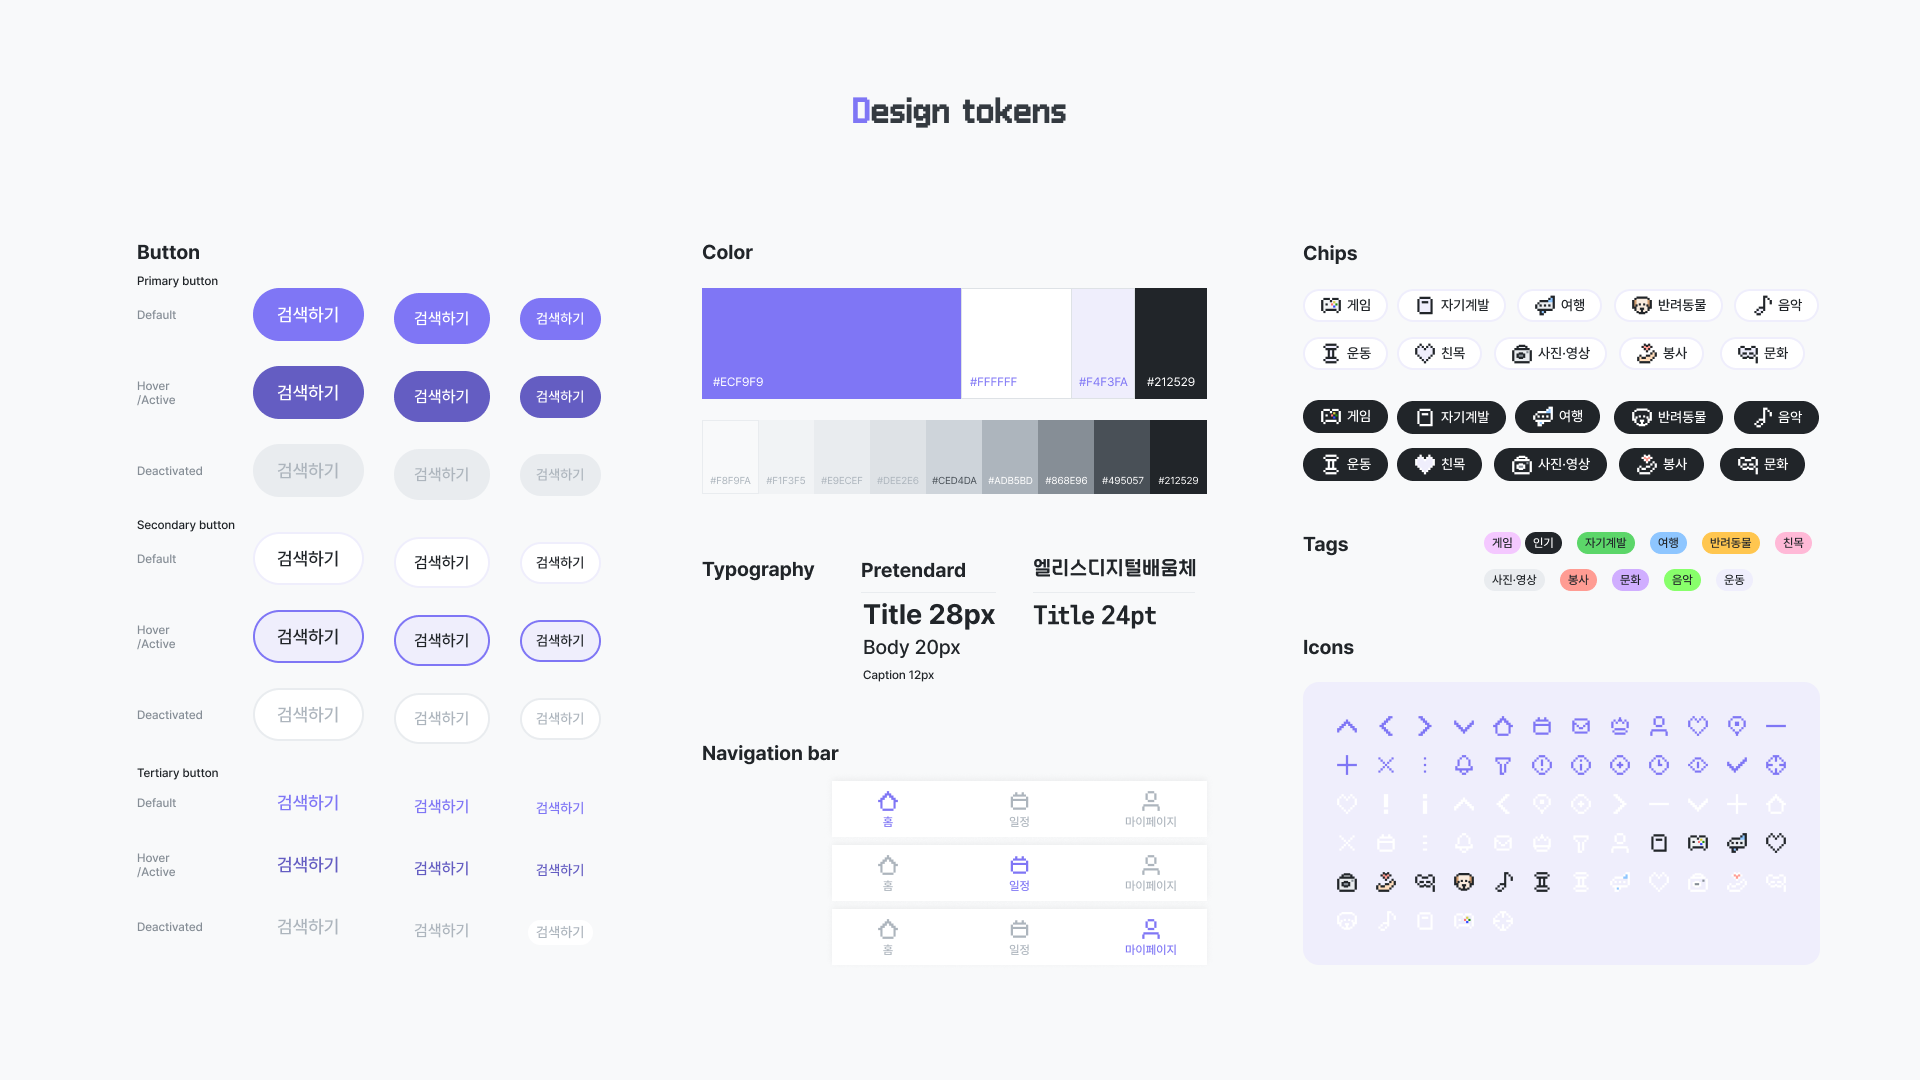 Design tokens
Button
Primary button
Default 검색하기 검색하기 검색하기
Hover
/Active 검색하기 검색하기 검색하기
Deactivated 검색하기 검색하기 검색하기
Secondary button
Default 검색하기 검색하기 검색하기
Hover
/Active 검색하기 검색하기 검색하기
Deactivated 검색하기 검색하기 검색하기
Tertiary button
Default 검색하기 검색하기 검색하기
Hover
/Active 검색하기 검색하기 검색하기
Deactivated 검색하기 검색하기 검색하기
Color
#ECF9F9 #FFFFFF #F4F3FA #212529
#F8F9FA #F1F3F5 #E9ECEF #DEE2E6 #CED4DA #ADB5BD #868E96 #495057 #212529
Typography
Pretendard
Title 28px
Body 20px
Caption 12px
엘리스디지털배움체
Title 24pt
Navigation bar
홈 일정 마이페이지
홈 일정 마이페이지
홈 일정 마이페이지
Chips
게임 자기계발 여행 반려동물 음악
운동 친목 사진·영상 봉사 문화
게임 자기계발 여행 반려동물 음악
운동 친목 사진·영상 봉사 문화
Tags
게임 인기 자기계발 여행 반려동물 친목
사진·영상 봉사 문화 음악 운동
Icons